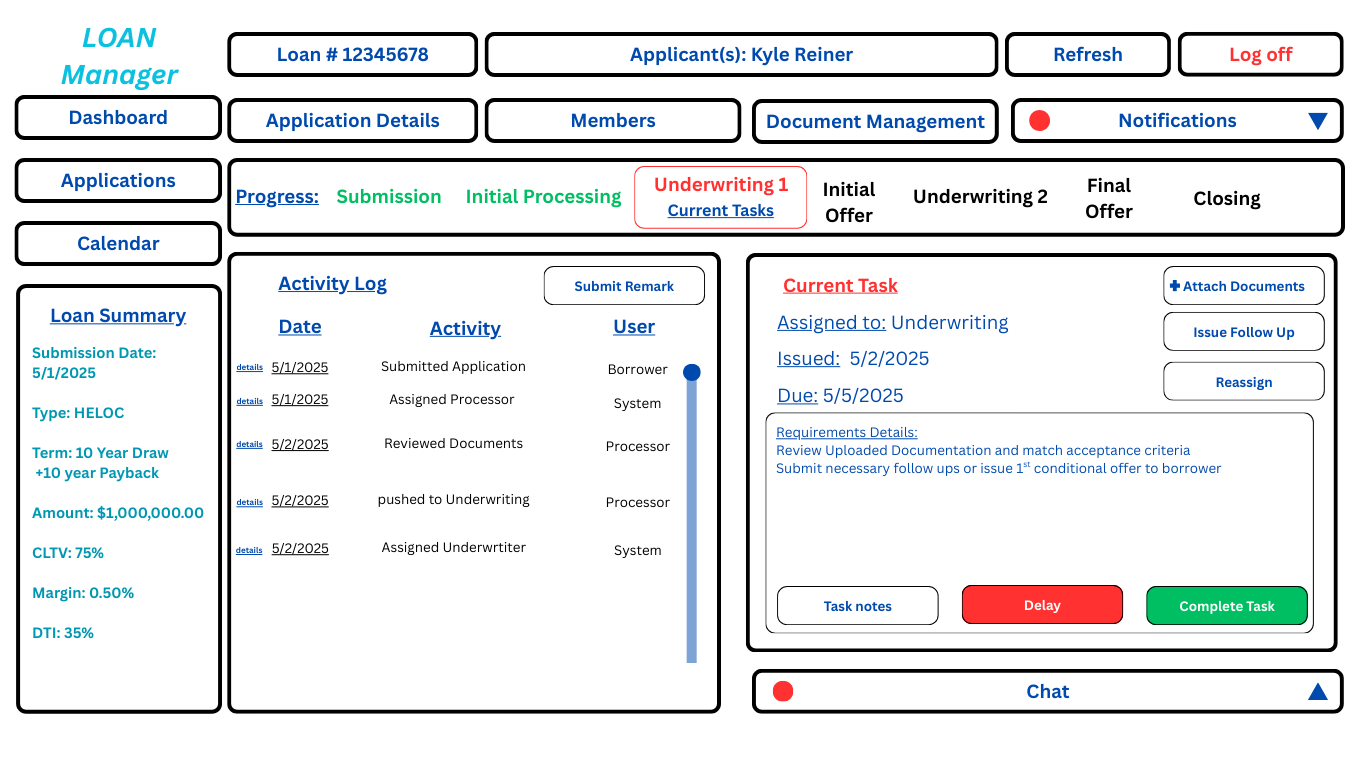 LOAN
Manager
Loan # 12345678
Applicant(s): Kyle Reiner
Refresh
Log off
Dashboard
Application Details
Members
Document Management
Notifications
Applications
Progress:
Submission
Initial Processing
Underwriting 1
Current Tasks
Initial
Offer
Underwriting 2
Final
Offer
Closing
Calendar
Loan Summary
Submission Date:
5/1/2025
Type: HELOC
Term: 10 Year Draw
+10 year Payback
Amount: $1,000,000.00
CLTV: 75%
Margin: 0.50%
DTI: 35%
Activity Log
Submit Remark
Date Activity User
details 5/1/2025 Submitted Application Borrower
details 5/1/2025 Assigned Processor System
details 5/2/2025 Reviewed Documents Processor
details 5/2/2025 pushed to Underwriting Processor
details 5/2/2025 Assigned Underwrtiter System
Current Task
Assigned to: Underwriting
Issued: 5/2/2025
Due: 5/5/2025
Attach Documents
Issue Follow Up
Reassign
Requirements Details:
Review Uploaded Documentation and match acceptance criteria
Submit necessary follow ups or issue 1st conditional offer to borrower
Task notes
Delay
Complete Task
Chat